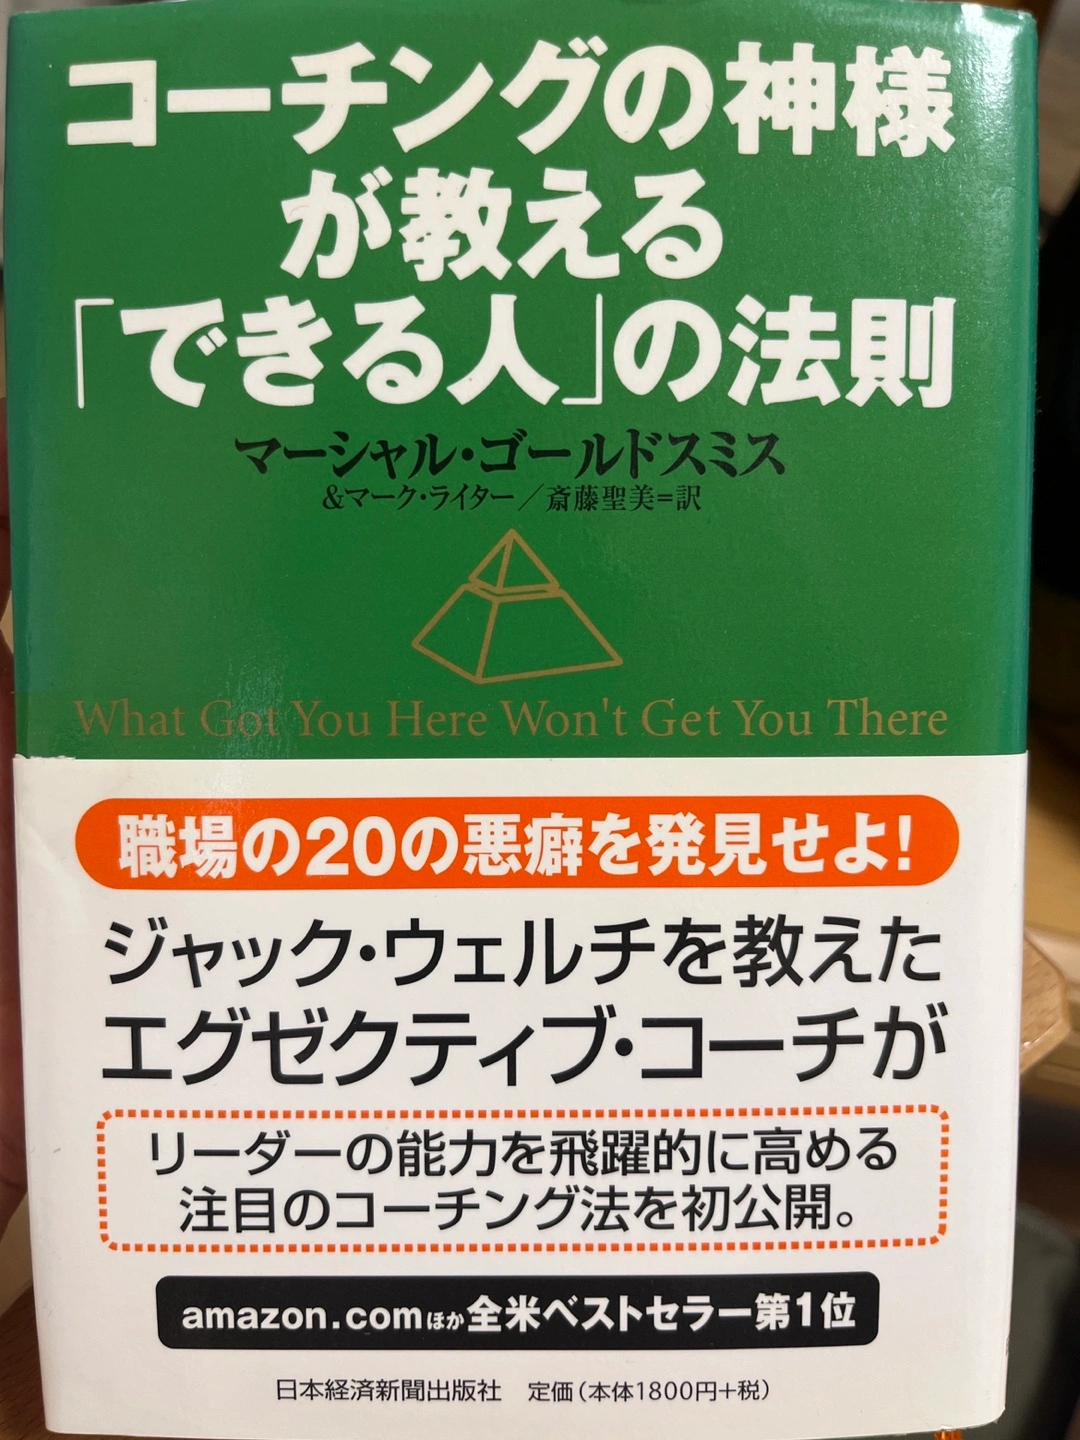 コーチングの神様
が教える
「できる人」の法則
マーシャル・ゴールドスミス
&マーク・ライター／斎藤聖美=訳
What Got You Here Won't Get You There
職場の20の悪癖を発見せよ!
ジャック・ウェルチを教えた
エグゼクティブ・コーチが
リーダーの能力を飛躍的に高める
注目のコーチング法を初公開。
amazon.comほか全米ベストセラー第1位
日本経済新聞出版社 定価(本体1800円+税)